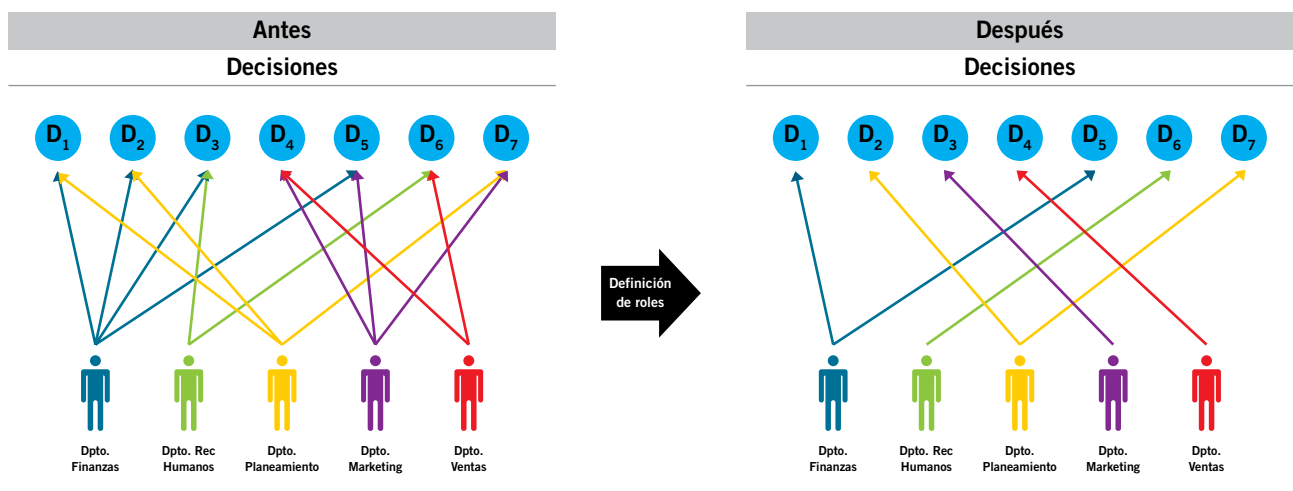 Antes
Decisiones
D1 D2 D3 D4 D5 D6 D7
Dpto.
Finanzas
Dpto. Rec
Humanos
Dpto.
Planeamiento
Dpto.
Marketing
Dpto.
Ventas
Definición
de roles
Después
Decisiones
D1 D2 D3 D4 D5 D6 D7
Dpto.
Finanzas
Dpto. Rec
Humanos
Dpto.
Planeamiento
Dpto.
Marketing
Dpto.
Ventas